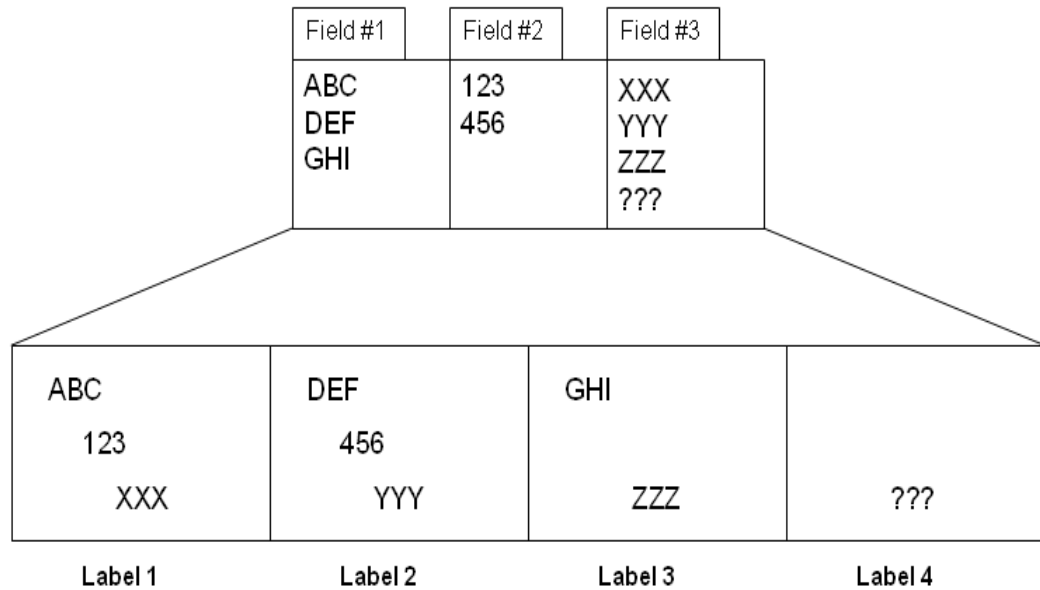 Field #1 Field #2 Field #3
ABC 123 XXX
DEF 456 YYY
GHI ZZZ
???
ABC DEF GHI
123 456
XXX YYY ZZZ ???
Label 1 Label 2 Label 3 Label 4